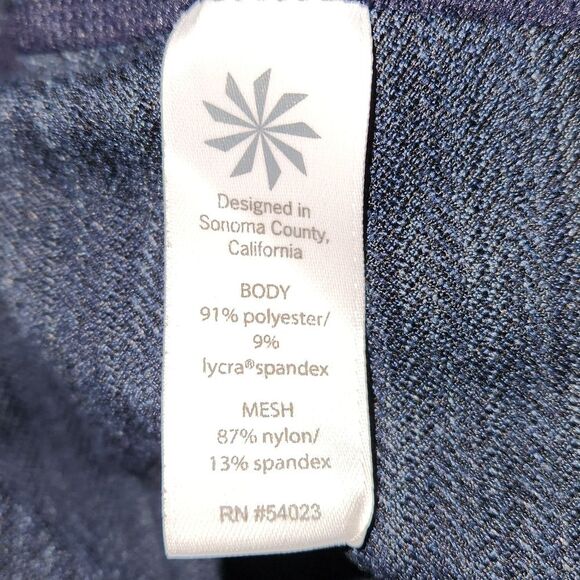 Designed in
Sonoma County,
California
BODY
91% polyester/
9%
lycra®spandex
MESH
87% nylon/
13% spandex
RN #54023